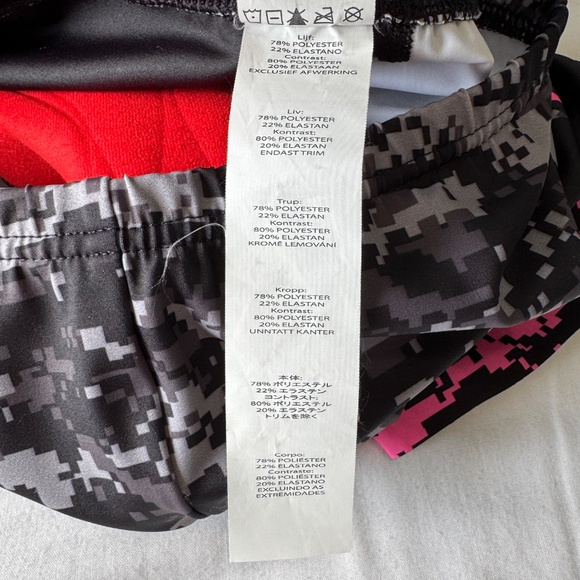 Lijf:
78% POLYESTER
22% ELASTANO
Contrast:
80% POLYESTER
20% ELASTAAN
EXCLUSIEF AFWERKING
Liv:
78% POLYESTER
22% ELASTAN
Kontrast:
80% POLYESTER
20% ELASTAN
ENDAST TRIM
Trup:
78% POLYESTER
22% ELASTAN
Kontrast:
80% POLYESTER
20% ELASTAN
KROMĚ LEMOVÁNÍ
Kropp:
78% POLYESTER
22% ELASTAN
Kontrast:
80% POLYESTER
20% ELASTAN
UNNTATT KANTER
本体:
78% ポリエステル
22% エラステン
コントラスト:
80% ポリエステル
20% エラステン
トリムを除く
Corpo:
78% POLIÉSTER
22% ELASTANO
Contraste:
80% POLIÉSTER
20% ELASTANO
EXCLUINDO AS
EXTREMIDADES